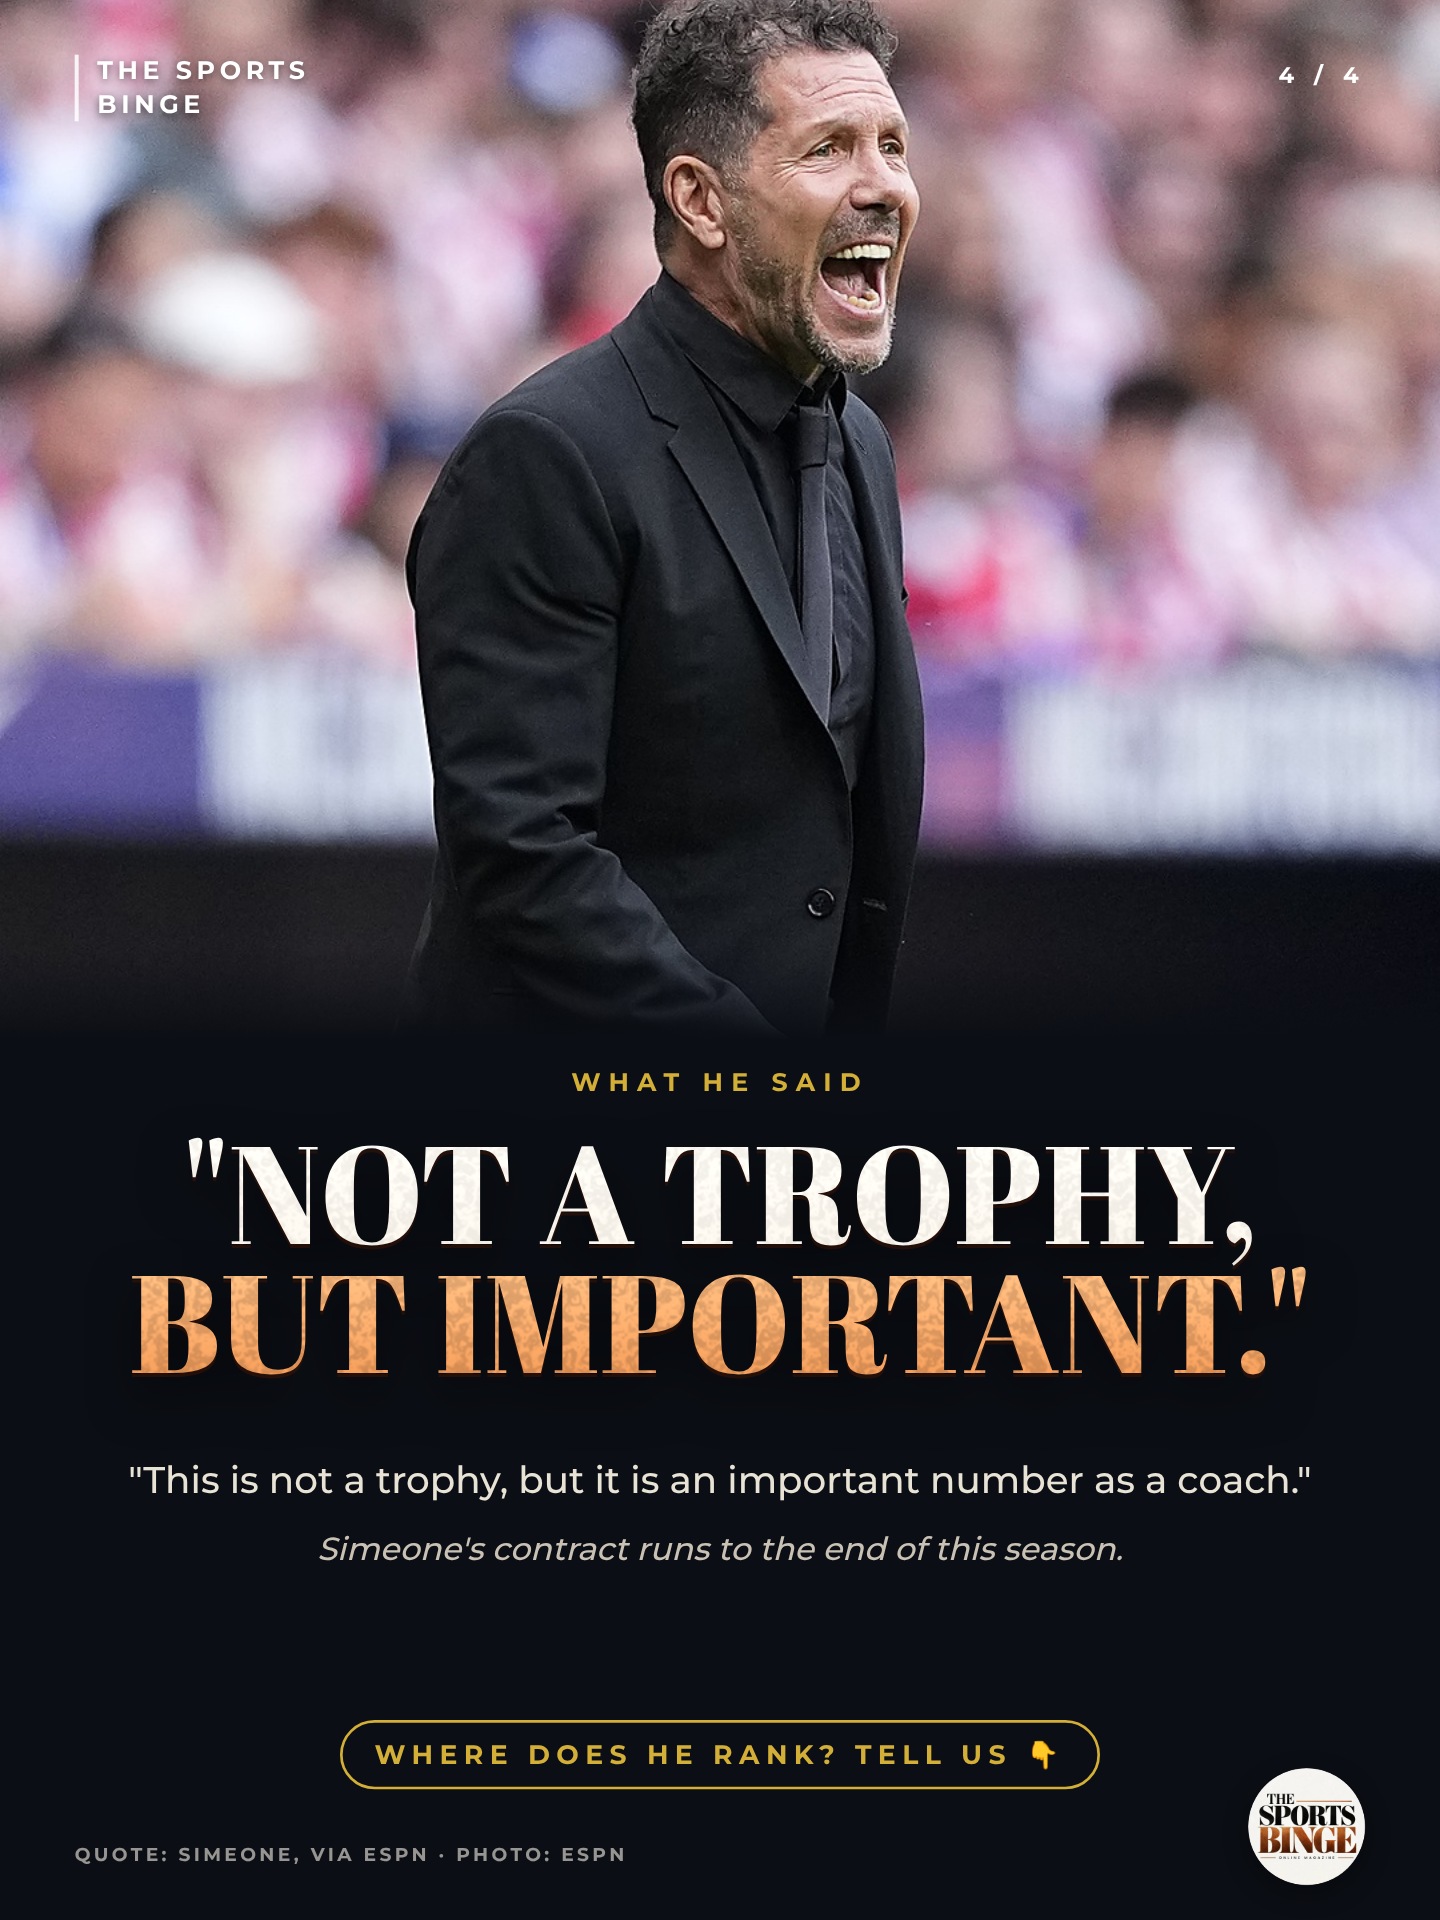 THE SPORTS
BINGE
4 / 4
WHAT HE SAID
"NOT A TROPHY,
BUT IMPORTANT."
"This is not a trophy, but it is an important number as a coach."
Simeone's contract runs to the end of this season.
WHERE DOES HE RANK? TELL US 👇
THE
SPORTS
BINGE
ONLINE MAGAZINE
QUOTE: SIMEONE, VIA ESPN · PHOTO: ESPN